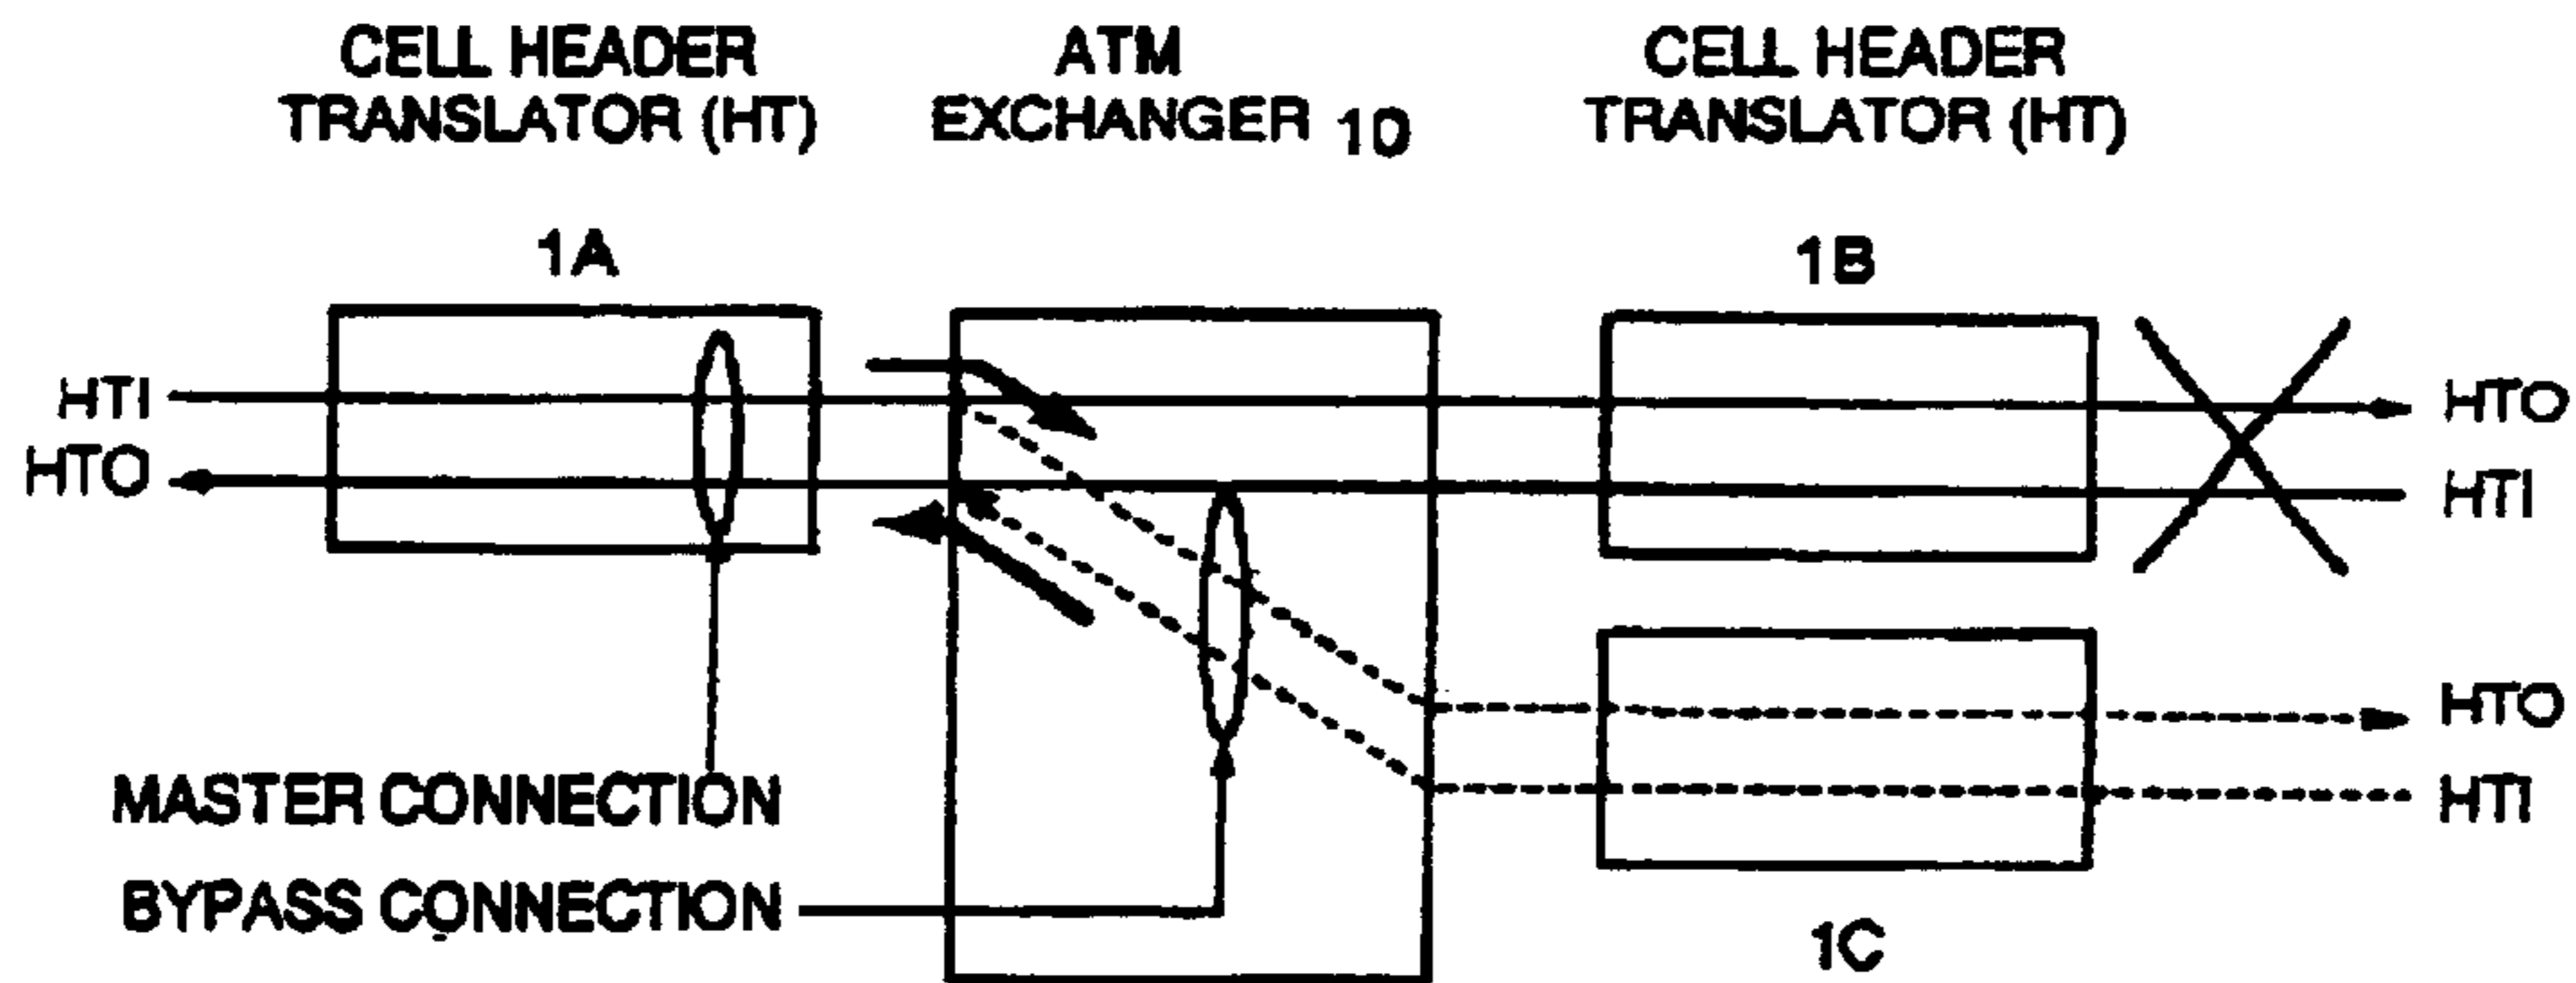 CELL HEADER
TRANSLATOR (HT)
ATM
EXCHANGER 10
CELL HEADER
TRANSLATOR (HT)
1A
1B
HTI
HTO
HTO
HTI
HTO
HTI
MASTER CONNECTION
BYPASS CONNECTION
1C